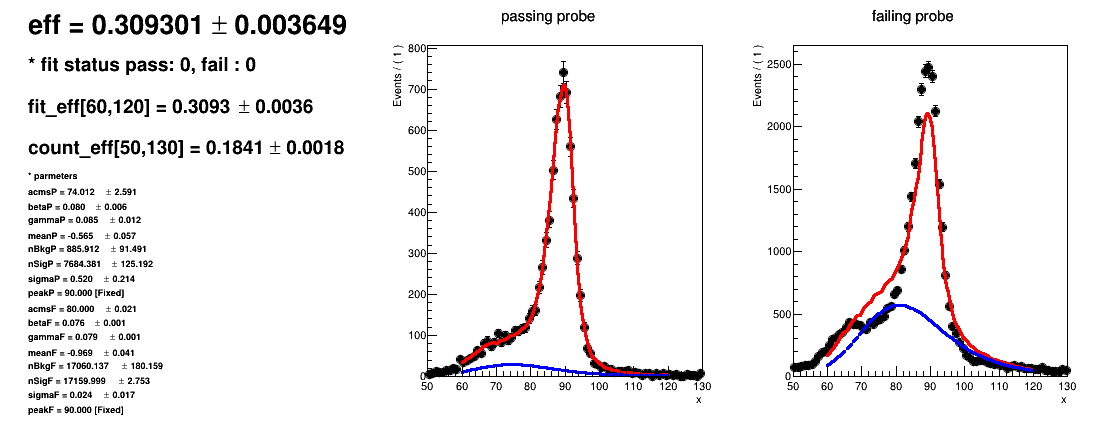 eff = 0.309301 ± 0.003649
* fit status pass: 0, fail : 0
fit_eff[60,120] = 0.3093 ± 0.0036
count_eff[50,130] = 0.1841 ± 0.0018
* parmeters
acmsP = 74.012 ± 2.591
betaP = 0.080 ± 0.006
gammaP = 0.085 ± 0.012
meanP = -0.565 ± 0.057
nBkgP = 885.912 ± 91.491
nSigP = 7684.381 ± 125.192
sigmaP = 0.520 ± 0.214
peakP = 90.000 [Fixed]
acmsF = 80.000 ± 0.021
betaF = 0.076 ± 0.001
gammaF = 0.079 ± 0.001
meanF = -0.969 ± 0.041
nBkgF = 17060.137 ± 180.159
nSigF = 17159.999 ± 2.753
sigmaF = 0.024 ± 0.017
peakF = 90.000 [Fixed]
passing probe
Events / ( 1 )
800
700
600
500
400
300
200
100
0
50 60 70 80 90 100 110 120 130
x
failing probe
Events / ( 1 )
2500
2000
1500
1000
500
0
50 60 70 80 90 100 110 120 130
x